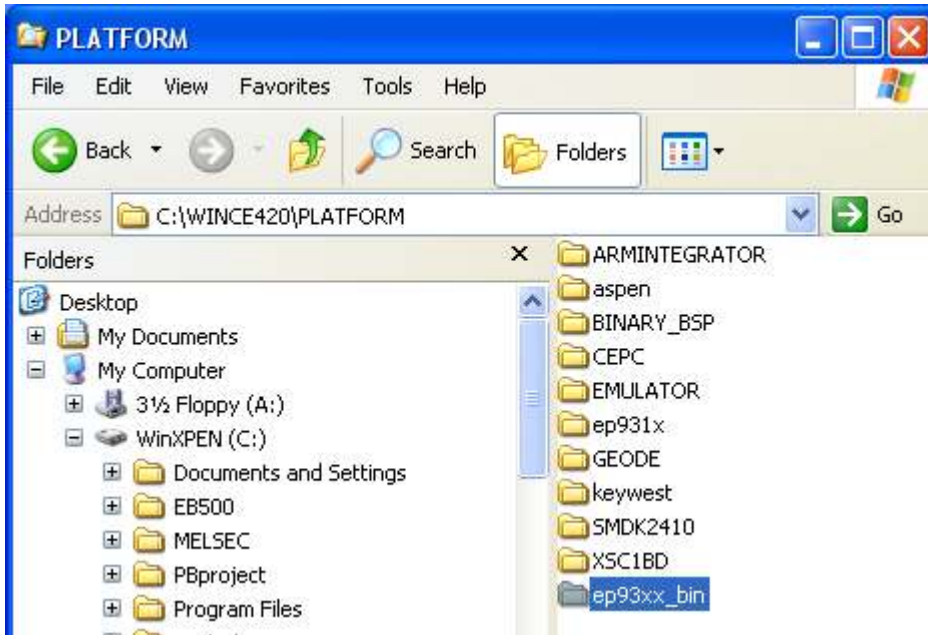 PLATFORM
File Edit View Favorites Tools Help
Back Search Folders
Address C:\WINCE420\PLATFORM Go
Folders
Desktop
My Documents
My Computer
3½ Floppy (A:)
WinXPEN (C:)
Documents and Settings
EB500
MELSEC
PBproject
Program Files
ARMINTEGRATOR
aspen
BINARY_BSP
CEPC
EMULATOR
ep931x
GEODE
keywest
SMDK2410
XSC1BD
ep93xx_bin